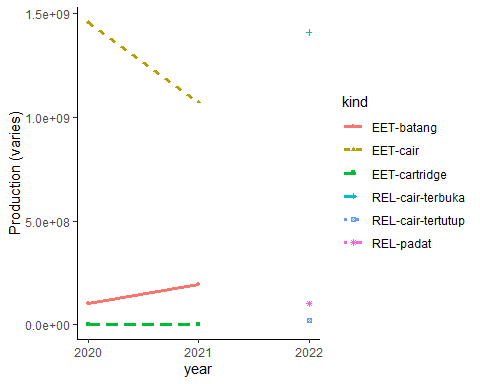 1.5e+09
1.0e+09
5.0e+08
0.0e+00
Production (varies)
2020 2021 2022
year
kind
EET-batang
EET-cair
EET-cartridge
REL-cair-terbuka
REL-cair-tertutup
REL-padat